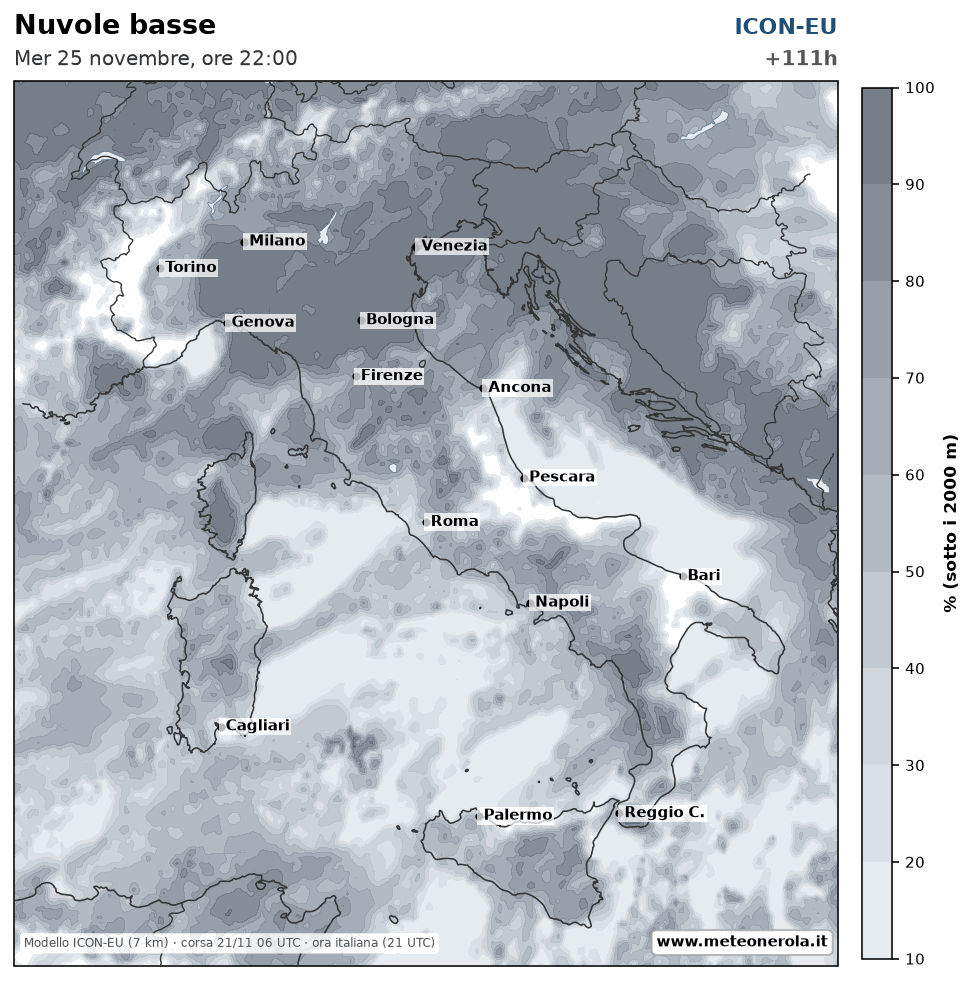 Nuvole basse
ICON-EU
Mer 25 novembre, ore 22:00
+111h
Milano
Venezia
Torino
Genova
Bologna
Firenze
Ancona
Pescara
Roma
Bari
Napoli
Cagliari
Palermo
Reggio C.
Modello ICON-EU (7 km) · corsa 21/11 06 UTC · ora italiana (21 UTC)
www.meteonerola.it
100
90
80
70
60
50
40
30
20
10
% (sotto i 2000 m)